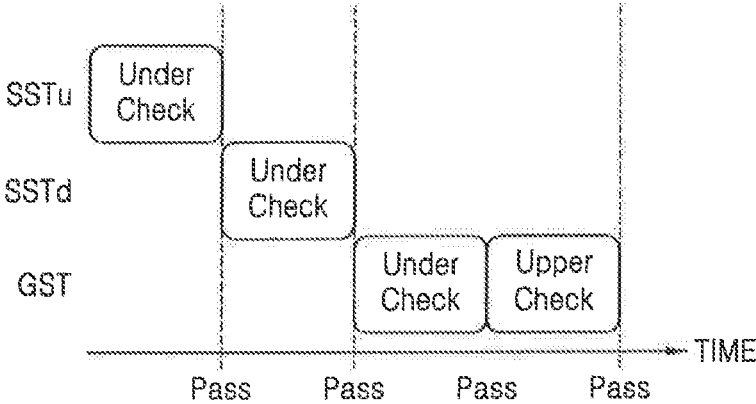 SSTu
Under
Check
SSTd
Under
Check
GST
Under
Check
Upper
Check
TIME
Pass
Pass
Pass
Pass